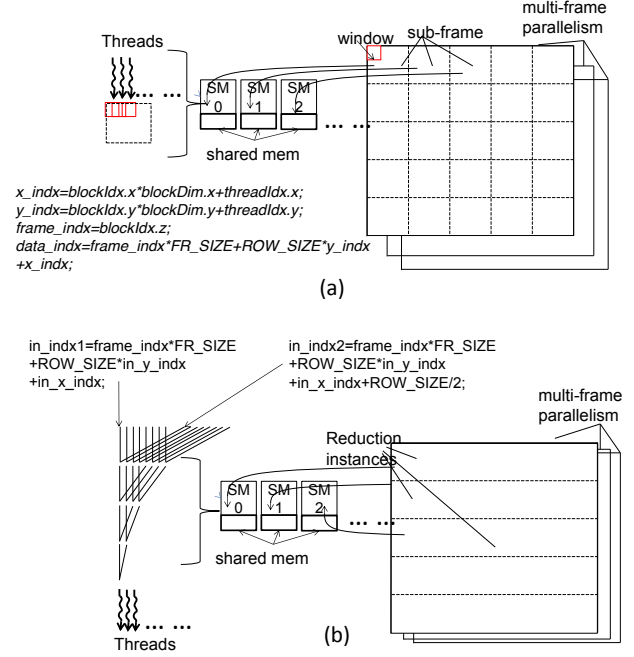 multi-frame
parallelism
Threads
window
sub-frame
... ...
SM
0
SM
1
SM
2
... ...
shared mem
x_indx=blockIdx.x*blockDim.x+threadIdx.x;
y_indx=blockIdx.y*blockDim.y+threadIdx.y;
frame_indx=blockIdx.z;
data_indx=frame_indx*FR_SIZE+ROW_SIZE*y_indx
+x_indx;
(a)
in_indx1=frame_indx*FR_SIZE
+ROW_SIZE*in_y_indx
+in_x_indx;
in_indx2=frame_indx*FR_SIZE
+ROW_SIZE*in_y_indx
+in_x_indx+ROW_SIZE/2;
multi-frame
parallelism
Reduction
instances
SM
0
SM
1
SM
2
... ...
shared mem
... ...
Threads
(b)